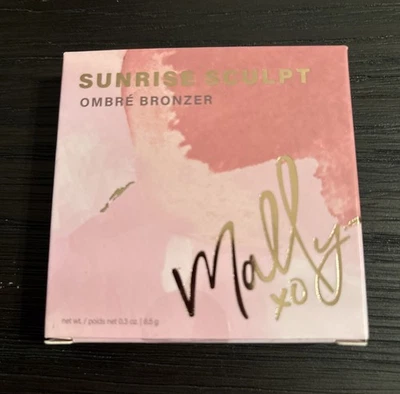 SUNRISE SCULPT
OMBRÉ BRONZER
Mally
xo
net wt. / poids net 0.3 oz. | 8.5 g